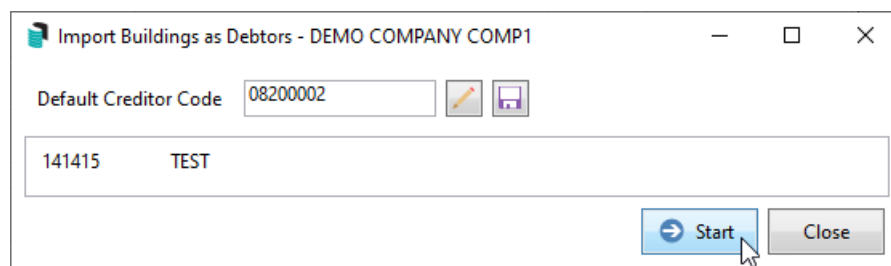 Import Buildings as Debtors - DEMO COMPANY COMP1
Default Creditor Code 08200002
141415 TEST
Start Close